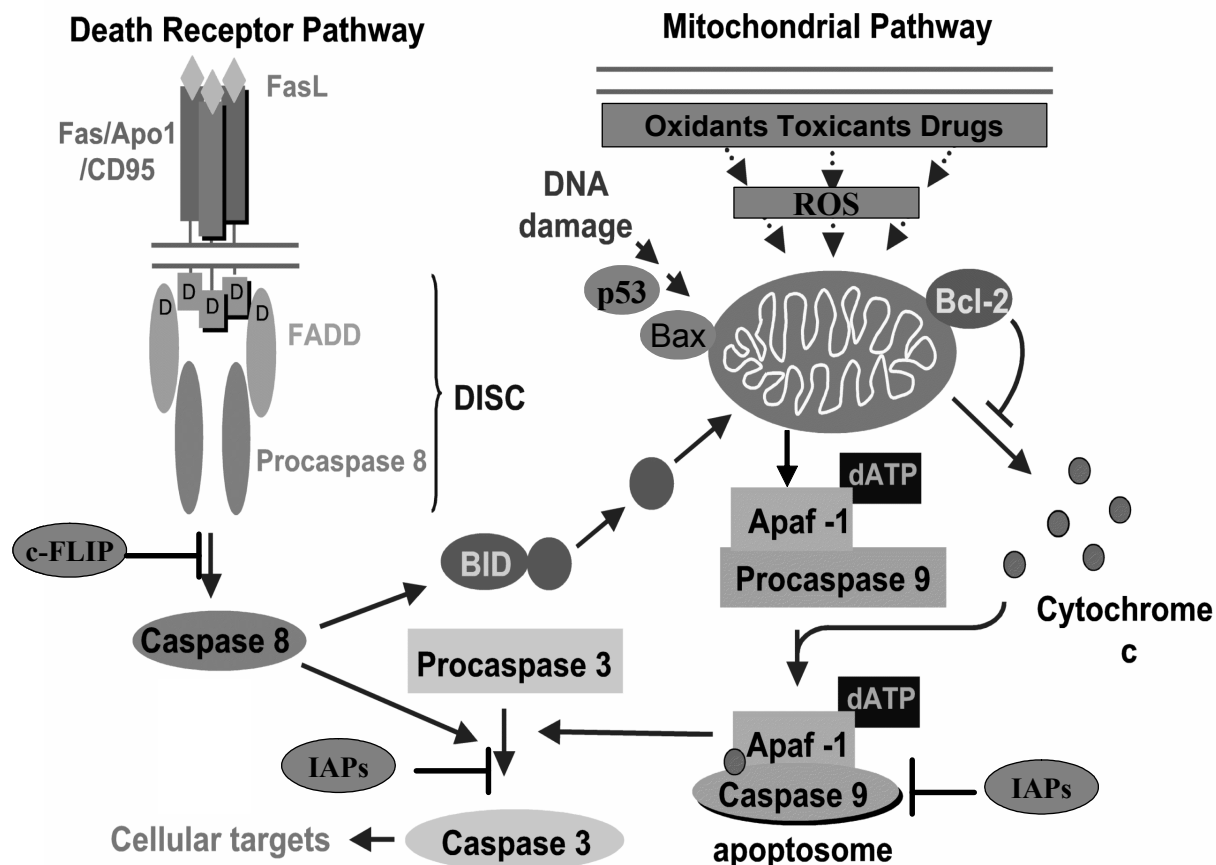 Death Receptor Pathway
FasL
Fas/Apo1
/CD95
D
D
D
D
D
FADD
DISC
Procaspase 8
c-FLIP
Caspase 8
BID
Procaspase 3
IAPs
Caspase 3
Cellular targets
Mitochondrial Pathway
Oxidants Toxicants Drugs
ROS
DNA
damage
p53
Bax
Bcl-2
dATP
Apaf -1
Procaspase 9
Cytochrome
c
dATP
Apaf -1
Caspase 9
IAPs
apoptosome